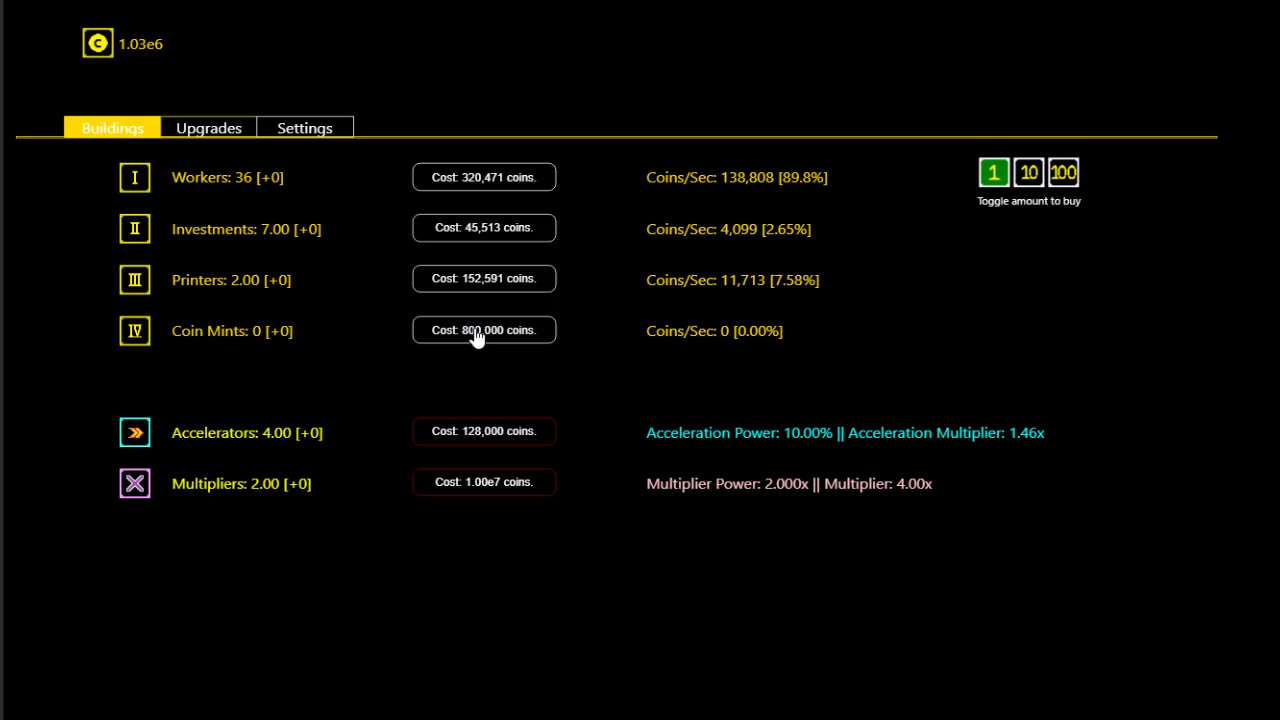 C 1.03e6
Buildings Upgrades Settings
I Workers: 36 [+0] Cost: 320,471 coins. Coins/Sec: 138,808 [89.8%] 1 10 100
Toggle amount to buy
II Investments: 7.00 [+0] Cost: 45,513 coins. Coins/Sec: 4,099 [2.65%]
III Printers: 2.00 [+0] Cost: 152,591 coins. Coins/Sec: 11,713 [7.58%]
IV Coin Mints: 0 [+0] Cost: 800,000 coins. Coins/Sec: 0 [0.00%]
Accelerators: 4.00 [+0] Cost: 128,000 coins. Acceleration Power: 10.00% || Acceleration Multiplier: 1.46x
Multipliers: 2.00 [+0] Cost: 1.00e7 coins. Multiplier Power: 2.000x || Multiplier: 4.00x